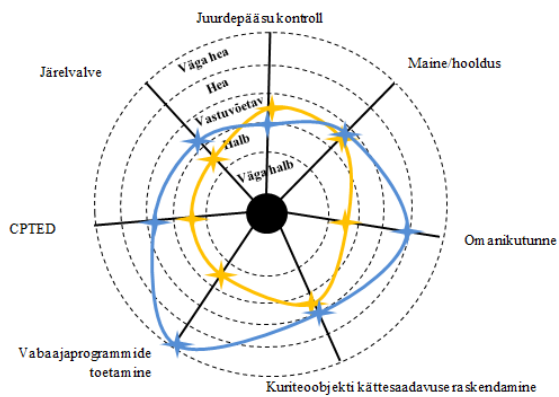 Juurdepääsu kontroll
Väga hea
Maine/hooldus
Järelvalve
Hea
Vastuvõetav
Halb
Väga halb
CPTED
Omanikutunne
Vabaajaprogrammide
toetamine
Kuriteoobjekti kättesaadavuse raskendamine